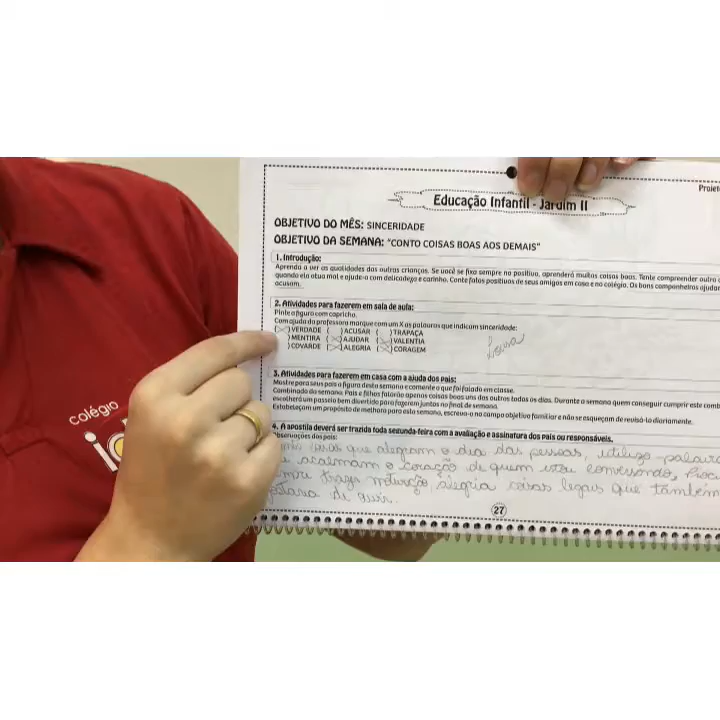 Projet
Educação Infantil - Jardim II
OBJETIVO DO MÊS: SINCERIDADE
OBJETIVO DA SEMANA: "CONTO COISAS BOAS AOS DEMAIS"
1. Introdução:
Aprenda a ver as qualidades das outras crianças. Se você se fixa sempre no positivo, aprenderá muitas coisas boas. Tente compreender outro
quando ela atua mal e ajude-a com delicadeza e carinho. Conte fatos positivos de seus amigos em casa e no colégio. Os bons companheiros ajudam
acusam.
2. Atividades para fazerem em sala de aula:
Pinte a figura com capricho.
Com ajuda da professora marque com um X as palavras que indicam sinceridade:
(X) VERDADE ( ) ACUSAR ( ) TRAPAÇA
) MENTIRA (X) AJUDAR (X) VALENTIA
) COVARDE (X) ALEGRIA (X) CORAGEM
3. Atividades para fazerem em casa com a ajuda dos pais:
Mostre para seus pais a figura desta semana e comente o que foi falado em classe.
Combinado da semana: Pais e filhos falarão apenas coisas boas uns dos outros todos os dias. Durante a semana quem conseguir cumprir este comb
escolherá um passeio bem divertido para fazerem juntos no final de semana.
Estabeleçam um propósito de melhora para esta semana, escreva-o no campo objetivo familiar e não se esqueçam de revisá-lo diariamente.
4. A apostila deverá ser trazida toda segunda-feira com a avaliação e assinatura dos pais ou responsáveis.
Observações dos pais:
coisas que alegram o dia das pessoas, utilizo palavra
e acalmam o coração de quem estou conversando,
traga alegria coisas legais que também
de ouvir.
27
colégio